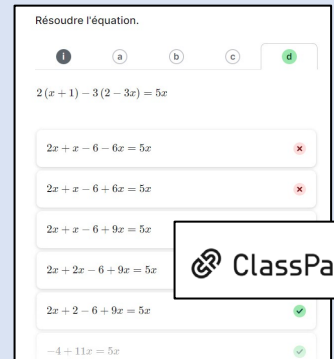 Résoudre l'équation.
i a b c d
2 (x + 1) − 3 (2 − 3x) = 5x
2x + x − 6 − 6x = 5x
2x + x − 6 + 6x = 5x
2x + x − 6 + 9x = 5x
2x + 2x − 6 + 9x = 5x
ClassPa
2x + 2 − 6 + 9x = 5x
−4 + 11x = 5x